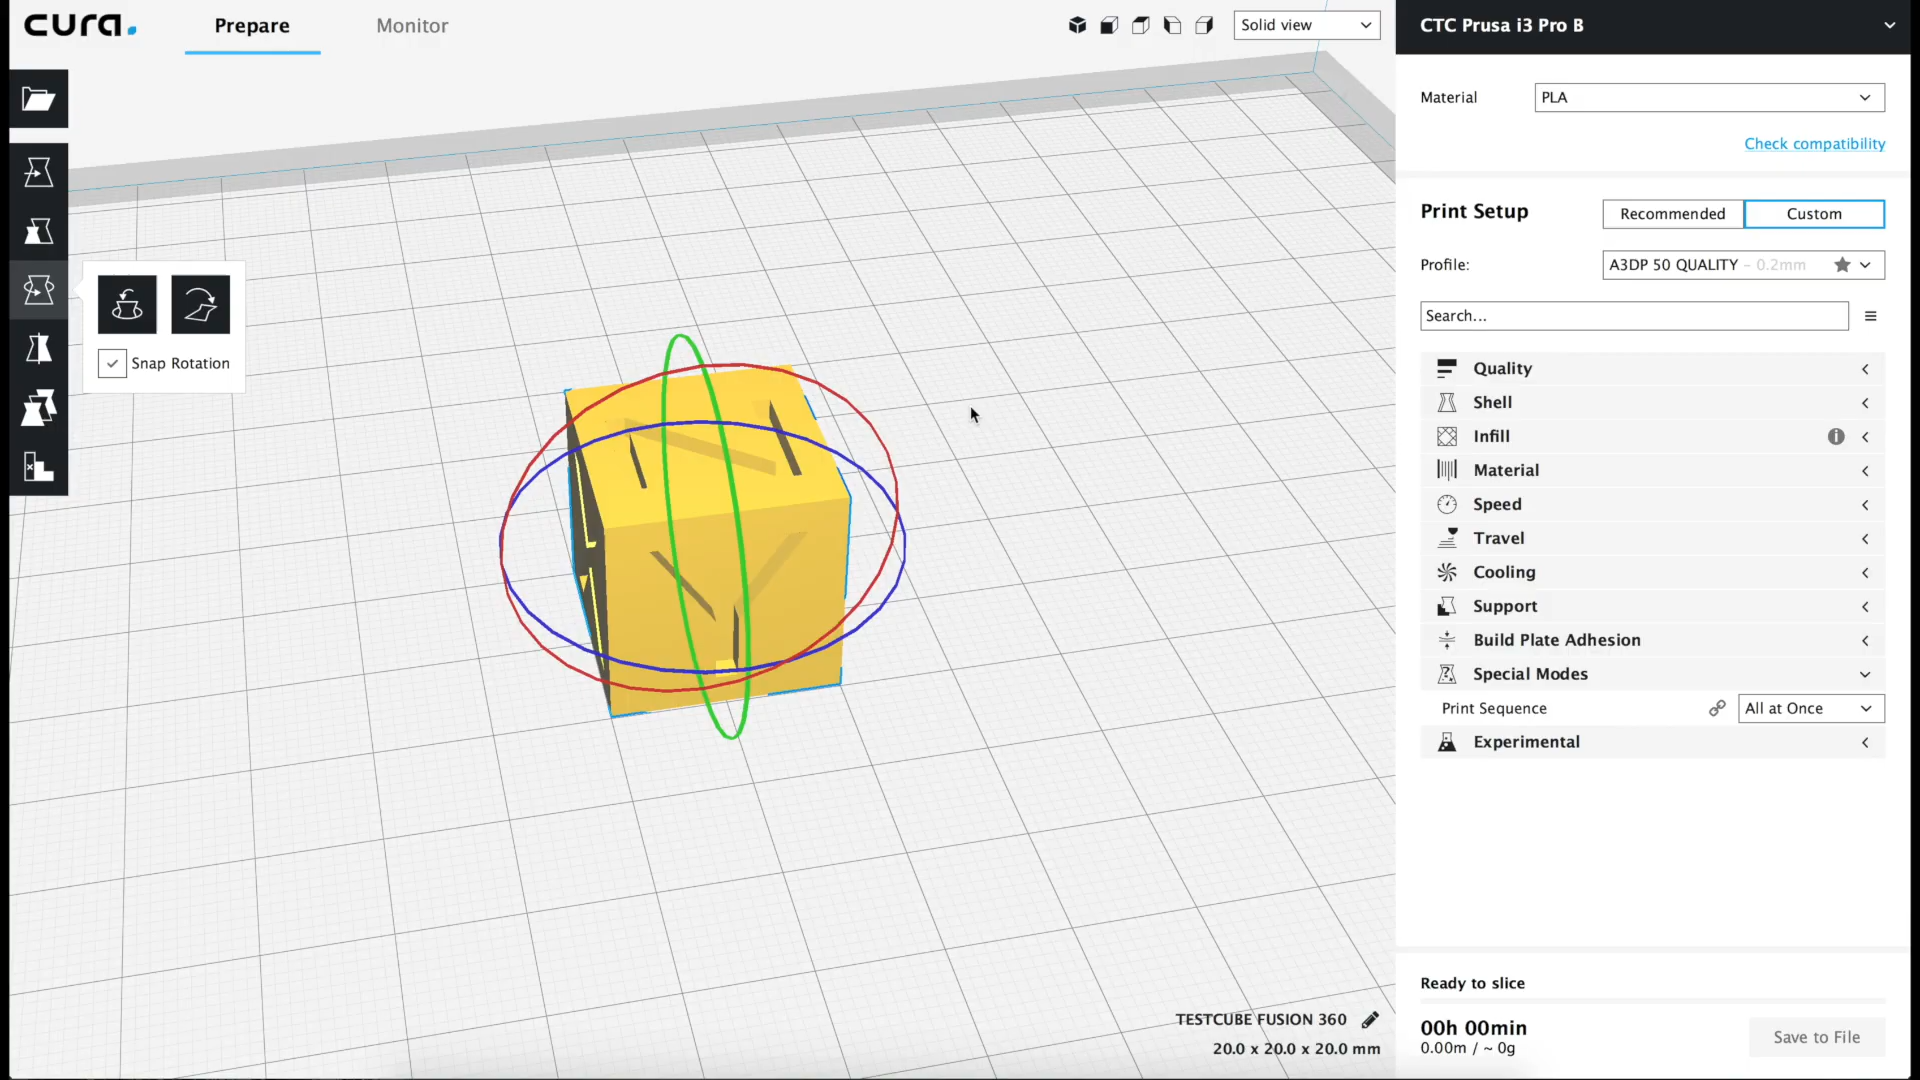 cura.
Prepare
Monitor
Solid view
CTC Prusa i3 Pro B
Material
PLA
Check compatibility
Print Setup
Recommended
Custom
Profile:
A3DP 50 QUALITY - 0.2mm
Search...
Snap Rotation
Quality
Shell
Infill
Material
Speed
Travel
Cooling
Support
Build Plate Adhesion
Special Modes
Print Sequence
All at Once
Experimental
Z
Y
Ready to slice
TESTCUBE FUSION 360
20.0 x 20.0 x 20.0 mm
00h 00min
0.00m / ~ 0g
Save to File